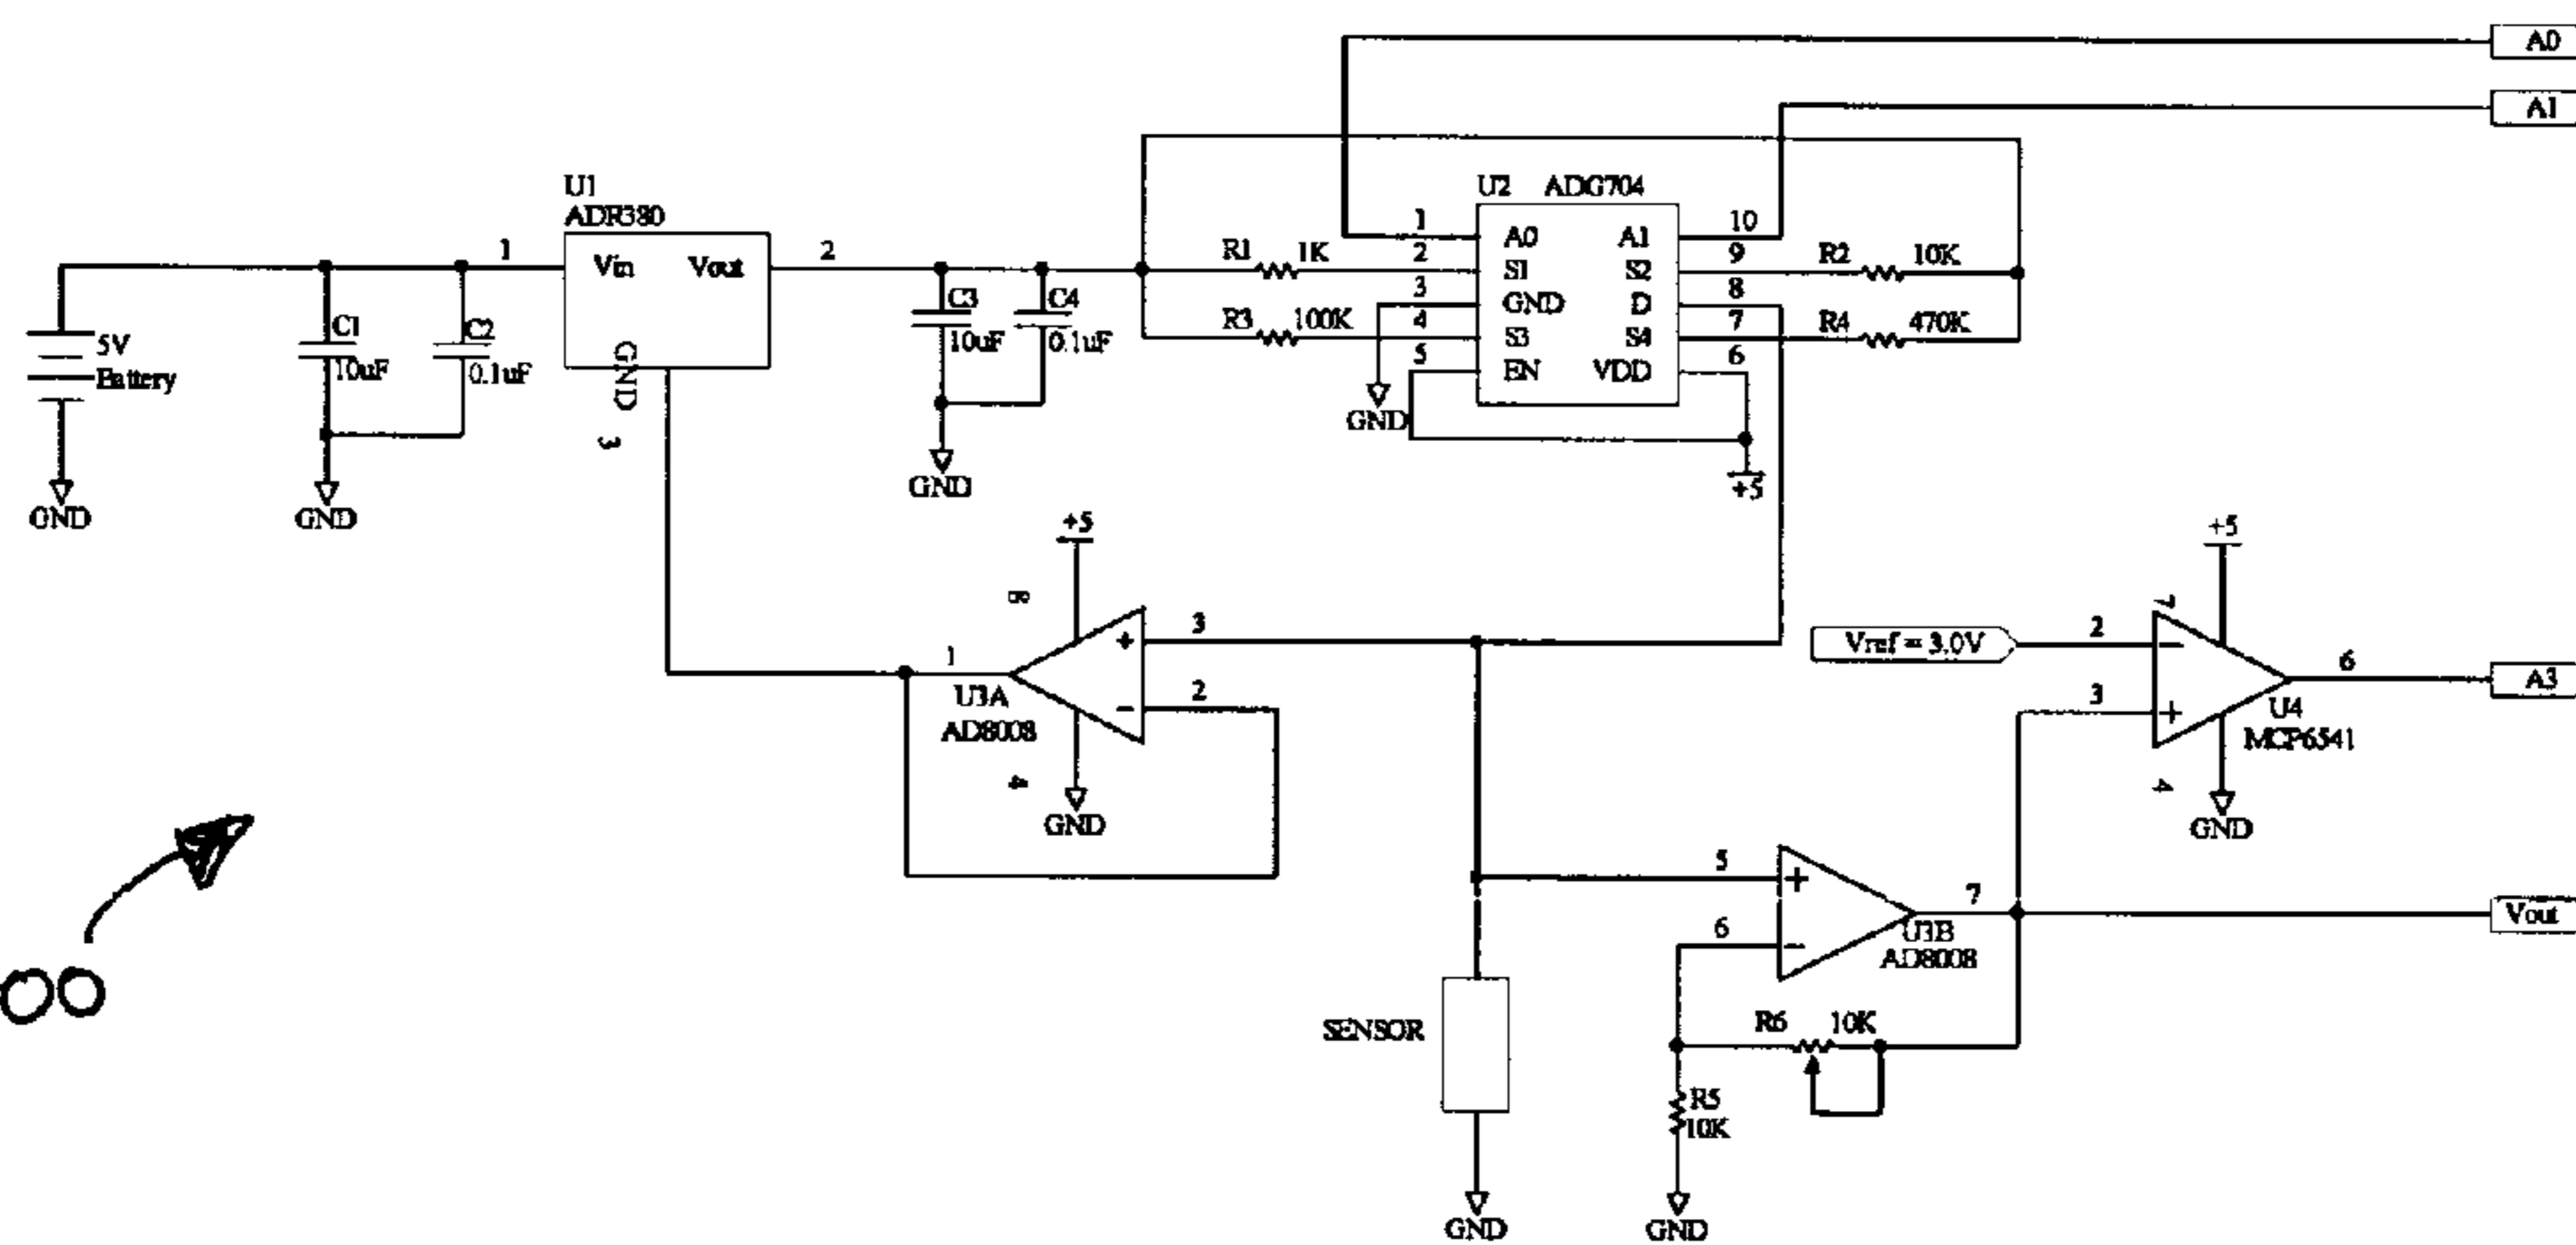 A0
A1
U1
ADR380
1
Vin
Vout
2
GND
3
5V
Battery
GND
C1
10uF
C2
0.1uF
GND
C3
10uF
C4
0.1uF
GND
R1
1K
R3
100K
U2
ADG704
1
2
3
4
5
A0
S1
GND
S3
EN
A1
S2
D
S4
VDD
10
9
8
7
6
R2
10K
R4
470K
GND
+5
+5
8
3
+
1
2
-
U3A
AD8008
4
GND
Vref = 3.0V
+5
7
2
-
3
+
6
A3
U4
MCP6541
4
GND
5
+
6
-
7
U3B
AD8008
Vout
SENSOR
R6
10K
R5
10K
GND
GND
00